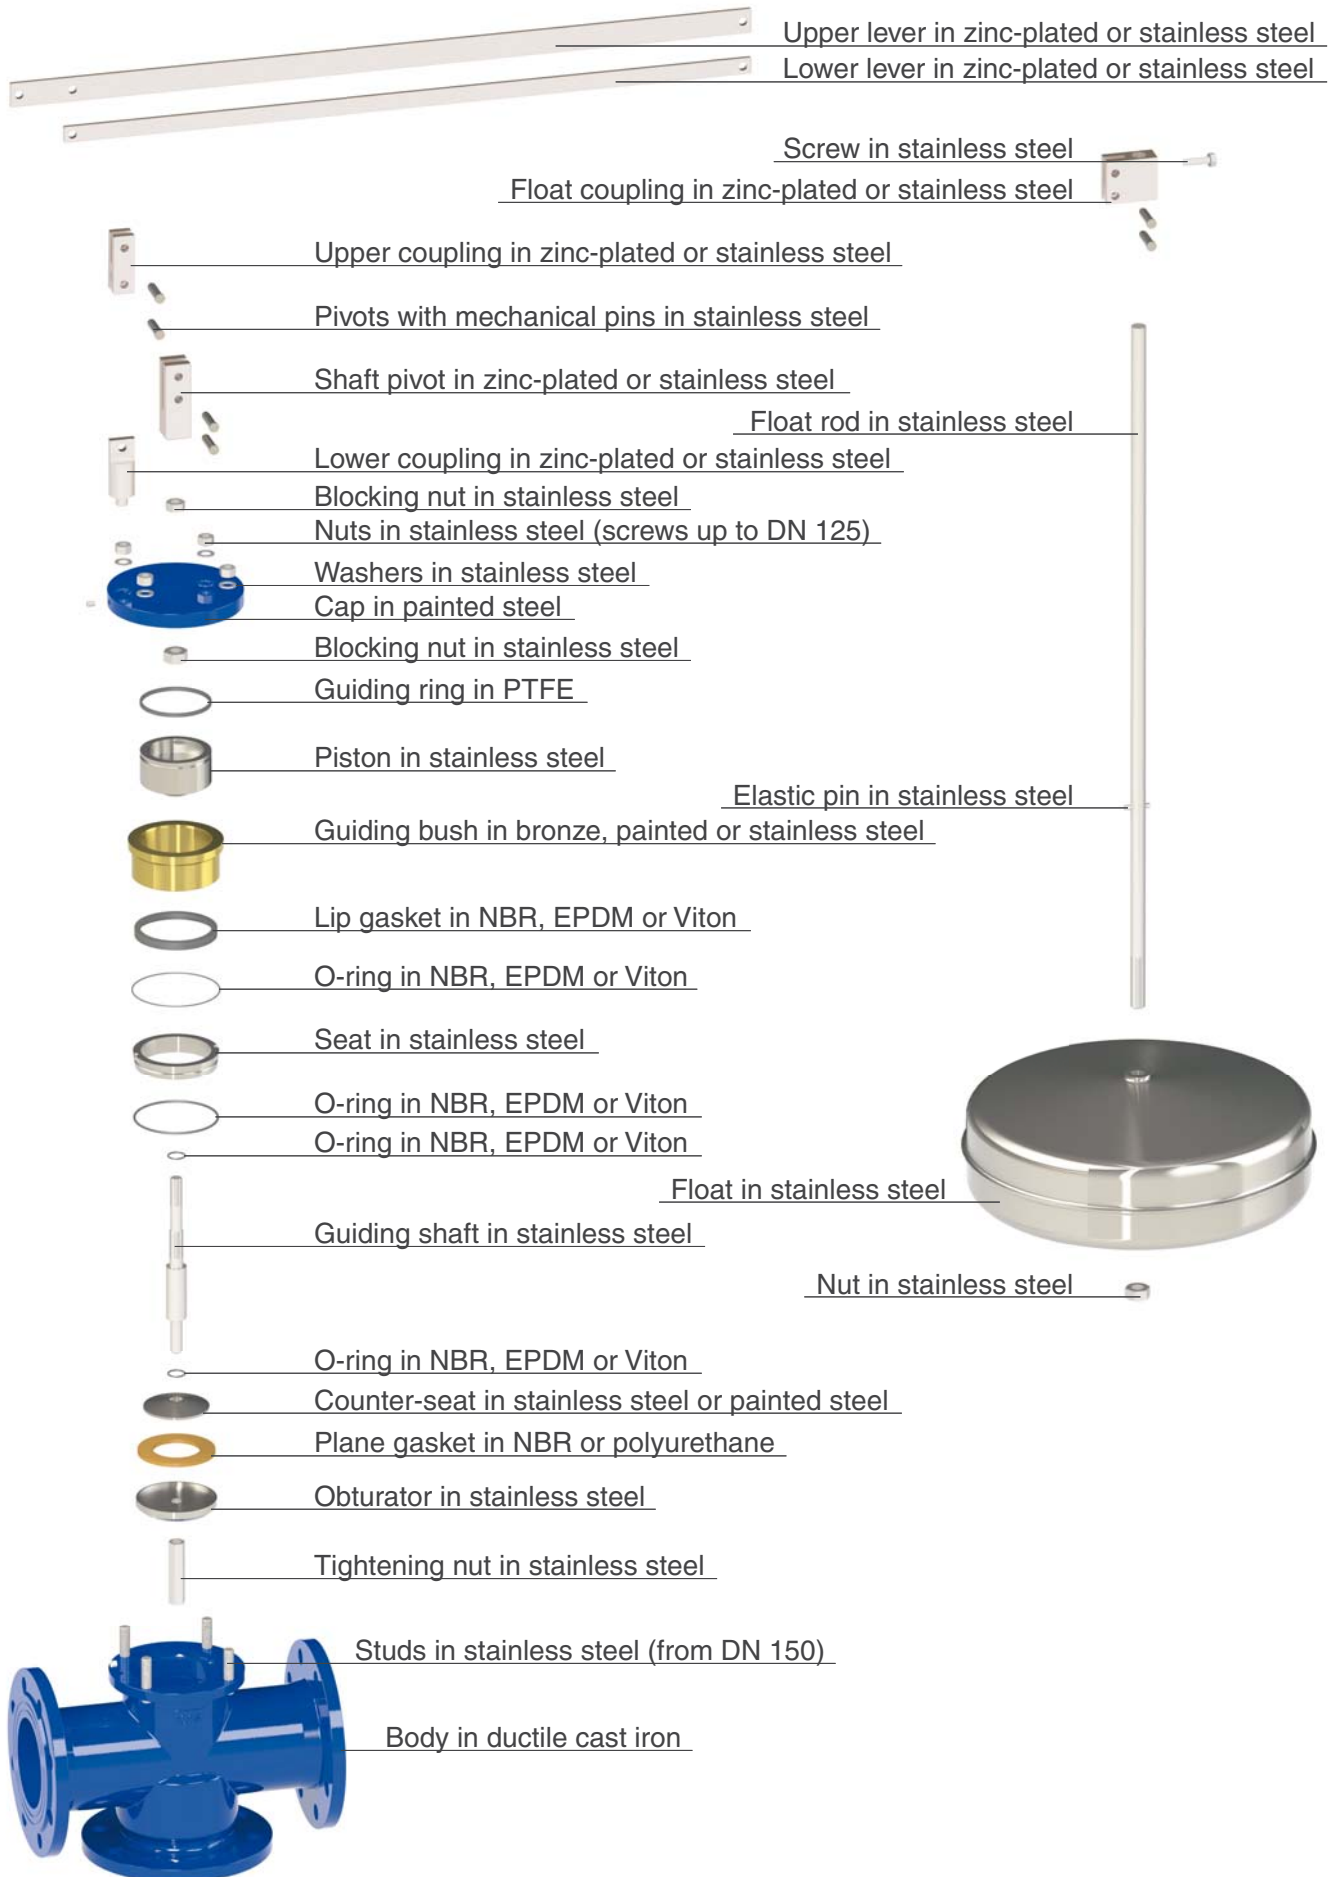 Upper lever in zinc-plated or stainless steel
Lower lever in zinc-plated or stainless steel
Screw in stainless steel
Float coupling in zinc-plated or stainless steel
Upper coupling in zinc-plated or stainless steel
Pivots with mechanical pins in stainless steel
Shaft pivot in zinc-plated or stainless steel
Float rod in stainless steel
Lower coupling in zinc-plated or stainless steel
Blocking nut in stainless steel
Nuts in stainless steel (screws up to DN 125)
Washers in stainless steel
Cap in painted steel
Blocking nut in stainless steel
Guiding ring in PTFE
Piston in stainless steel
Elastic pin in stainless steel
Guiding bush in bronze, painted or stainless steel
Lip gasket in NBR, EPDM or Viton
O-ring in NBR, EPDM or Viton
Seat in stainless steel
O-ring in NBR, EPDM or Viton
O-ring in NBR, EPDM or Viton
Float in stainless steel
Guiding shaft in stainless steel
Nut in stainless steel
O-ring in NBR, EPDM or Viton
Counter-seat in stainless steel or painted steel
Plane gasket in NBR or polyurethane
Obturator in stainless steel
Tightening nut in stainless steel
Studs in stainless steel (from DN 150)
Body in ductile cast iron